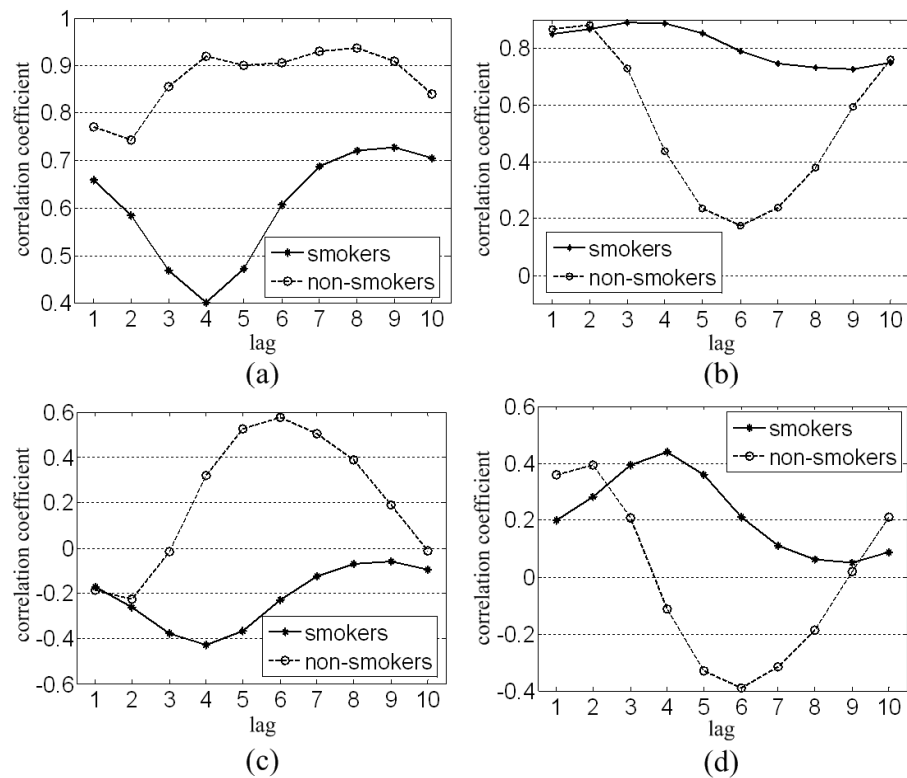 1
0.9
0.8
0.7
0.6
0.5
0.4
correlation coefficient
smokers
non-smokers
1 2 3 4 5 6 7 8 9 10
lag
(a)
0.8
0.6
0.4
0.2
0
correlation coefficient
smokers
non-smokers
1 2 3 4 5 6 7 8 9 10
lag
(b)
0.6
0.4
0.2
0
-0.2
-0.4
-0.6
correlation coefficient
smokers
non-smokers
1 2 3 4 5 6 7 8 9 10
lag
(c)
0.6
0.4
0.2
0
-0.2
-0.4
correlation coefficient
smokers
non-smokers
1 2 3 4 5 6 7 8 9 10
lag
(d)